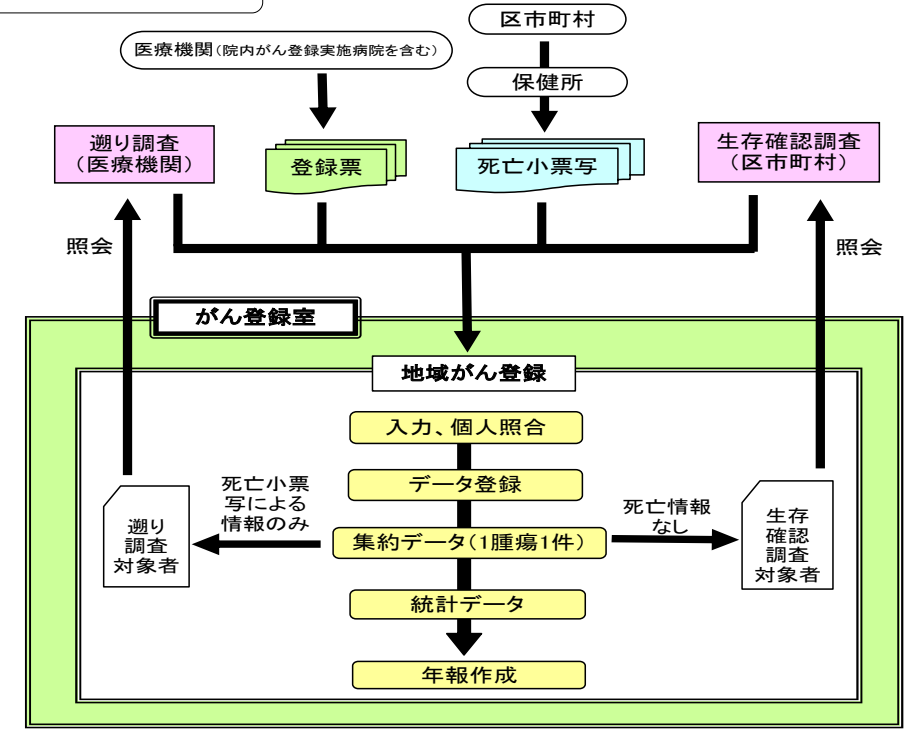 区市町村
医療機関(院内がん登録実施病院を含む)
保健所
遡り調査
(医療機関)
登録票
死亡小票写
生存確認調査
(区市町村)
照会
照会
がん登録室
地域がん登録
入力、個人照合
データ登録
死亡小票
写による
情報のみ
集約データ(1腫瘍1件)
死亡情報
なし
遡り
調査
対象者
生存
確認
調査
対象者
統計データ
年報作成